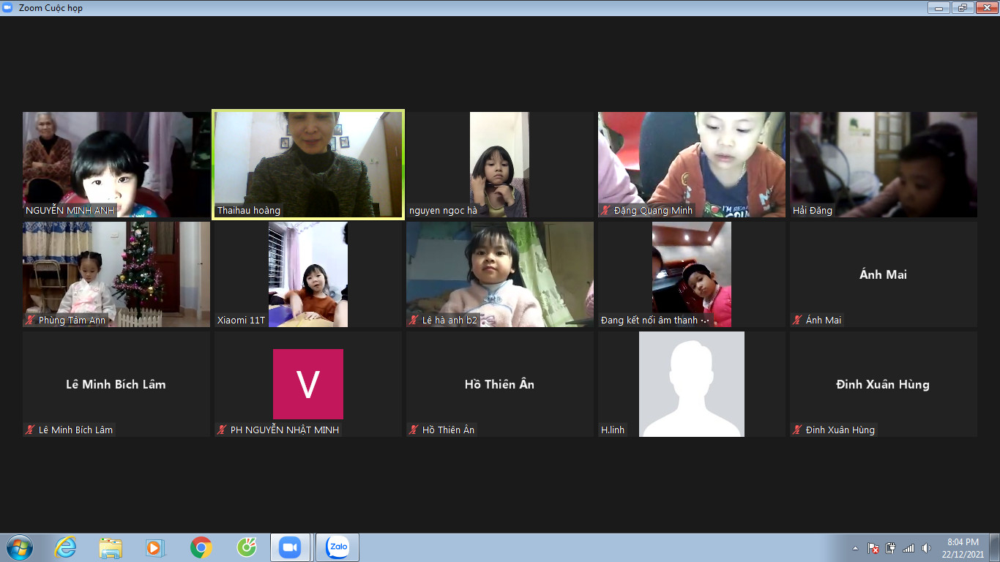 Zoom Cuộc họp
NGUYỄN MINH ANH
Thaihau hoàng
nguyen ngoc hà
Đặng Quang Minh
I'M REAL
Hải Đăng
Phùng Tâm Ann
Xiaomi 11T
Lê hà anh b2
Đang kết nối âm thanh ·-·
Ánh Mai
Ánh Mai
Lê Minh Bích Lâm
Lê Minh Bích Lâm
V
PH NGUYỄN NHẬT MINH
Hồ Thiên Ân
Hồ Thiên Ân
H.linh
Đinh Xuân Hùng
Đinh Xuân Hùng
Zalo
8:04 PM
22/12/2021